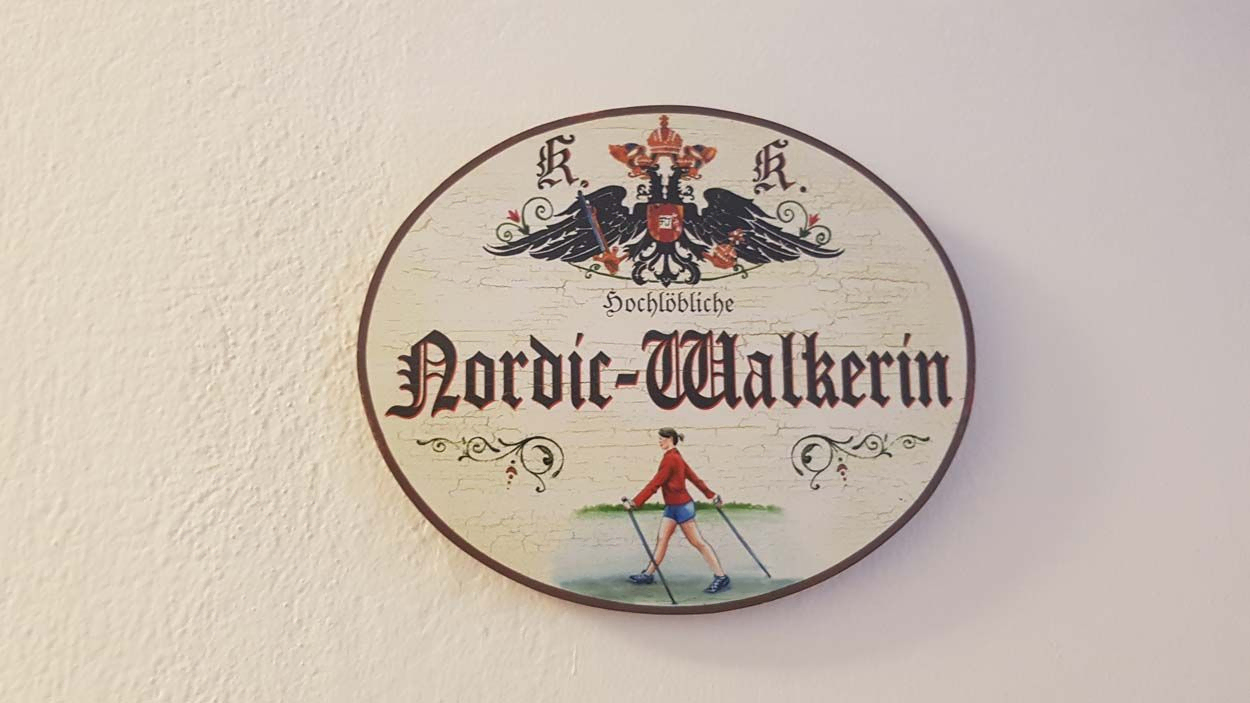 K. K.
Hochlöbliche
Nordic-Walkerin